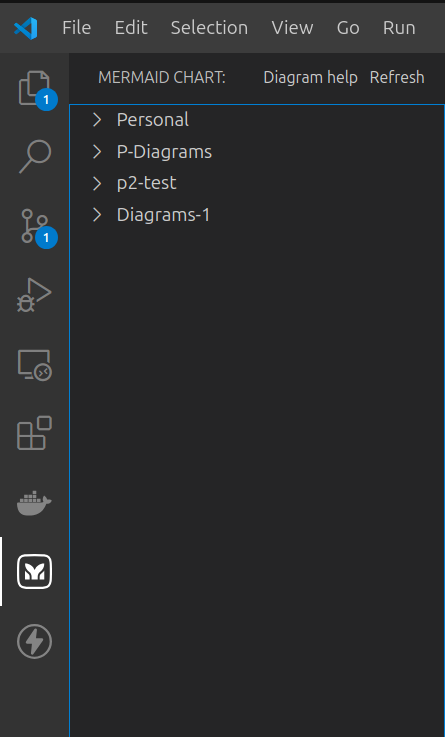 File Edit Selection View Go Run
MERMAID CHART: Diagram help Refresh
1
Personal
P-Diagrams
p2-test
Diagrams-1
1